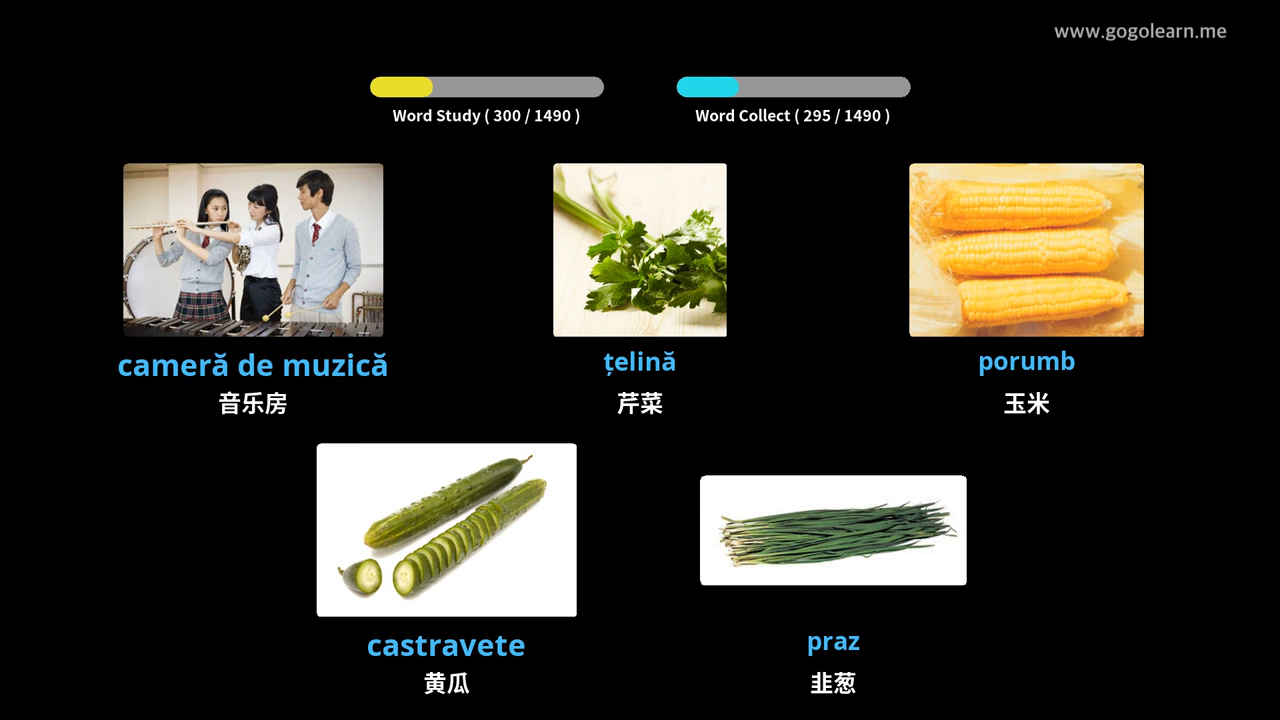 www.gogolearn.me
Word Study ( 300 / 1490 )
Word Collect ( 295 / 1490 )
cameră de muzică
音乐房
țelină
芹菜
porumb
玉米
castravete
黄瓜
praz
韭葱